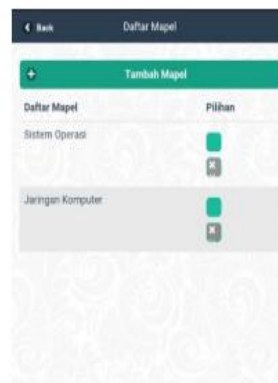 Back
Daftar Mapel
Tambah Mapel
Daftar Mapel Pilihan
Sistem Operasi
Jaringan Komputer